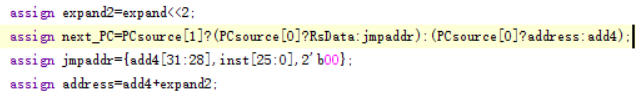 assign expand2=expand<<2;
assign next_PC=PCsource[1]?(PCsource[0]?RsData:jmpaddr):(PCsource[0]?address:add4);
assign jmpaddr={add4[31:28],inst[25:0],2'b00};
assign address=add4+expand2;